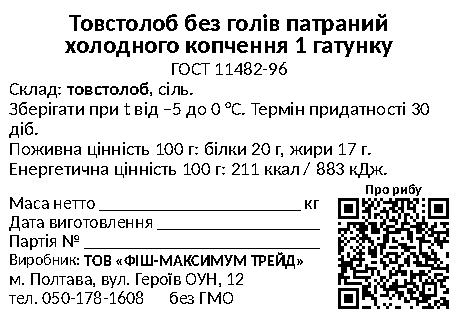 Товстолоб без голів патраний
холодного копчення 1 гатунку
ГОСТ 11482-96
Склад: товстолоб, сіль.
Зберігати при t від –5 до 0 °С. Термін придатності 30
діб.
Поживна цінність 100 г: білки 20 г, жири 17 г.
Енергетична цінність 100 г: 211 ккал / 883 кДж.
Про рибу
Маса нетто ______________________ кг
Дата виготовлення __________________
Партія № __________________________
Виробник: ТОВ «ФІШ-МАКСИМУМ ТРЕЙД»
м. Полтава, вул. Героїв ОУН, 12
тел. 050-178-1608 без ГМО